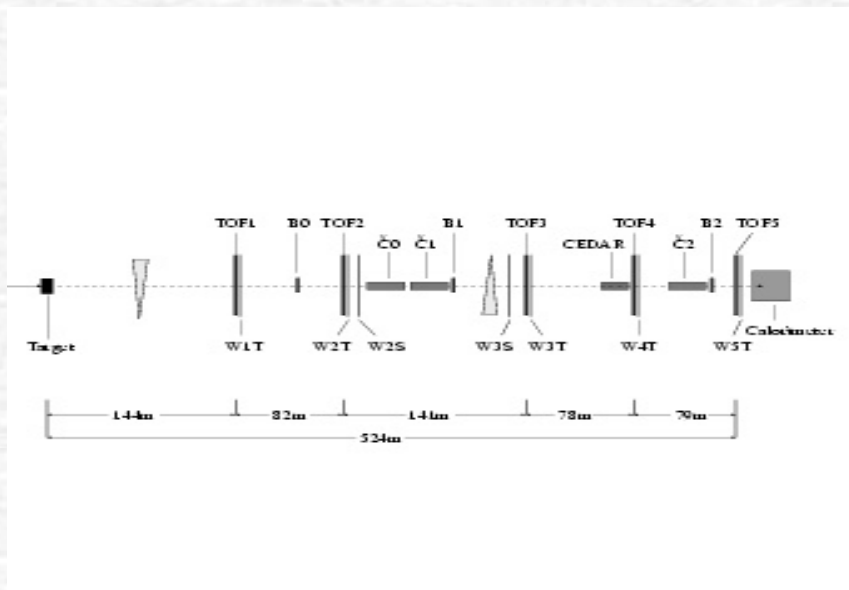 TOF1 B0 TOF2 B1 TOF3 TOF4 B2 TOF5
Č0 Č1 CEDAR Č2
Target W1T W2T W2S W3S W3T W4T W5T Calorimeter
144m 82m 141m 78m 79m
524m